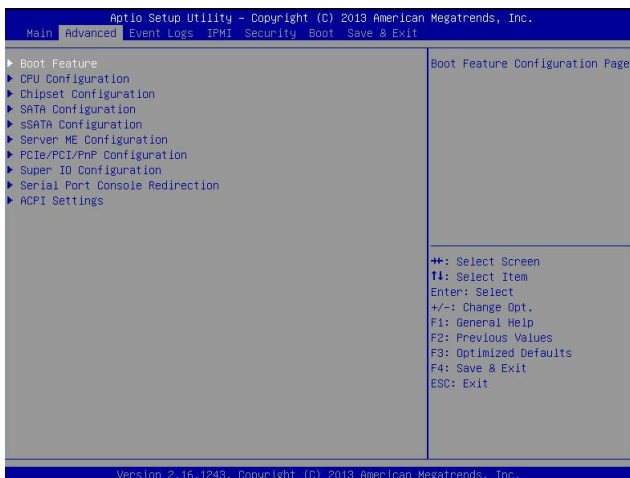 Aptio Setup Utility – Copyright (C) 2013 American Megatrends, Inc.
Main Advanced Event Logs IPMI Security Boot Save & Exit
▶ Boot Feature
▶ CPU Configuration
▶ Chipset Configuration
▶ SATA Configuration
▶ sSATA Configuration
▶ Server ME Configuration
▶ PCIe/PCI/PnP Configuration
▶ Super IO Configuration
▶ Serial Port Console Redirection
▶ ACPI Settings
Boot Feature Configuration Page
→←: Select Screen
↑↓: Select Item
Enter: Select
+/-: Change Opt.
F1: General Help
F2: Previous Values
F3: Optimized Defaults
F4: Save & Exit
ESC: Exit
Version 2.16.1243. Copyright (C) 2013 American Megatrends, Inc.